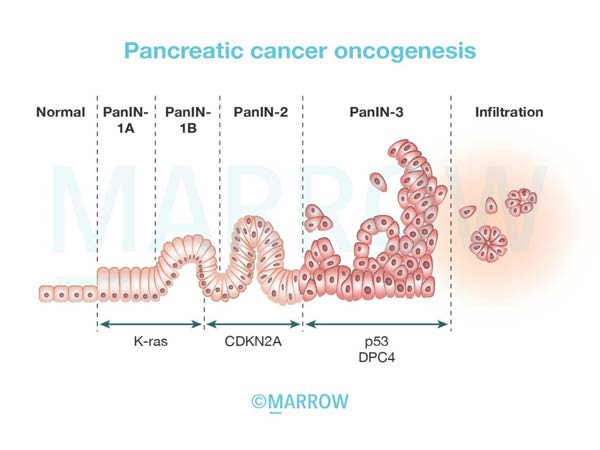 Pancreatic cancer oncogenesis
Normal PanIN- PanIN- PanIN-2 PanIN-3 Infiltration
1A 1B
MARROW
K-ras CDKN2A p53
DPC4
©MARROW